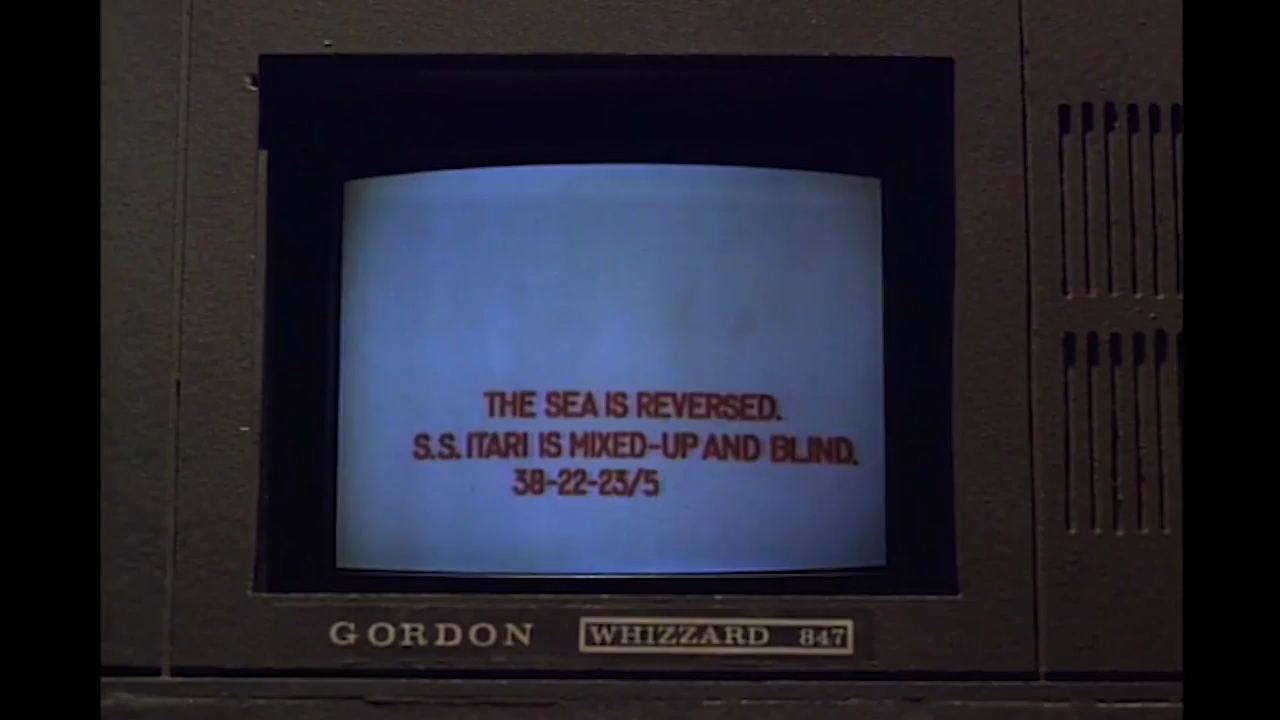 THE SEA IS REVERSED.
S.S. ITARI IS MIXED-UP AND BLIND.
38-22-23/5
GORDON WHIZZARD 847